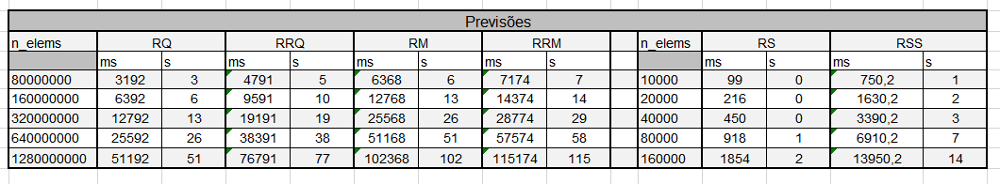 Previsões
n_elems RQ RRQ RM RRM n_elems RS RSS
ms s ms s ms s ms s ms s ms s
80000000 3192 3 4791 5 6368 6 7174 7 10000 99 0 750,2 1
160000000 6392 6 9591 10 12768 13 14374 14 20000 216 0 1630,2 2
320000000 12792 13 19191 19 25568 26 28774 29 40000 450 0 3390,2 3
640000000 25592 26 38391 38 51168 51 57574 58 80000 918 1 6910,2 7
1280000000 51192 51 76791 77 102368 102 115174 115 160000 1854 2 13950,2 14